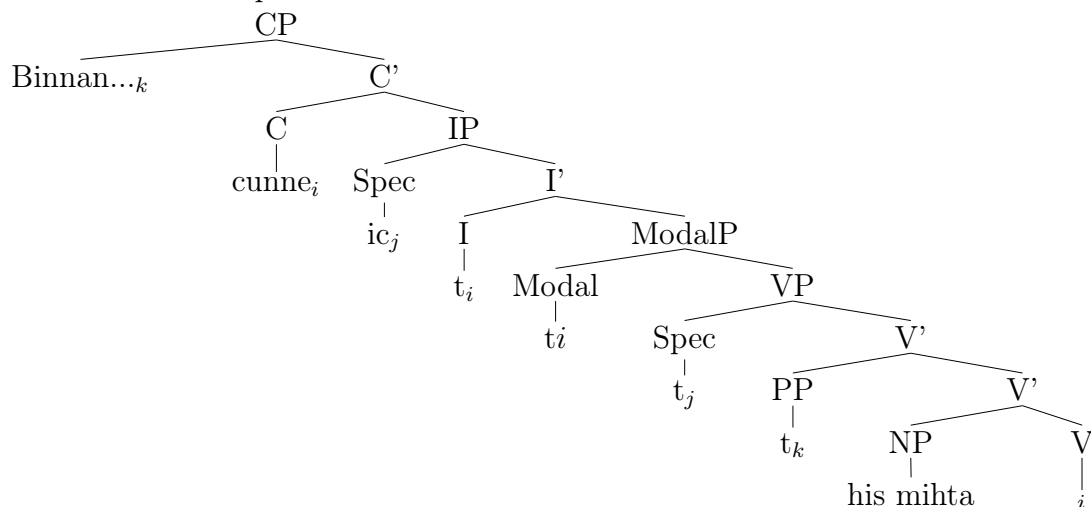 CP
Binnan...k C'
C IP
cunnei Spec I'
icj I ModalP
ti Modal VP
ti Spec V'
tj PP V'
tk NP V
his mihta i